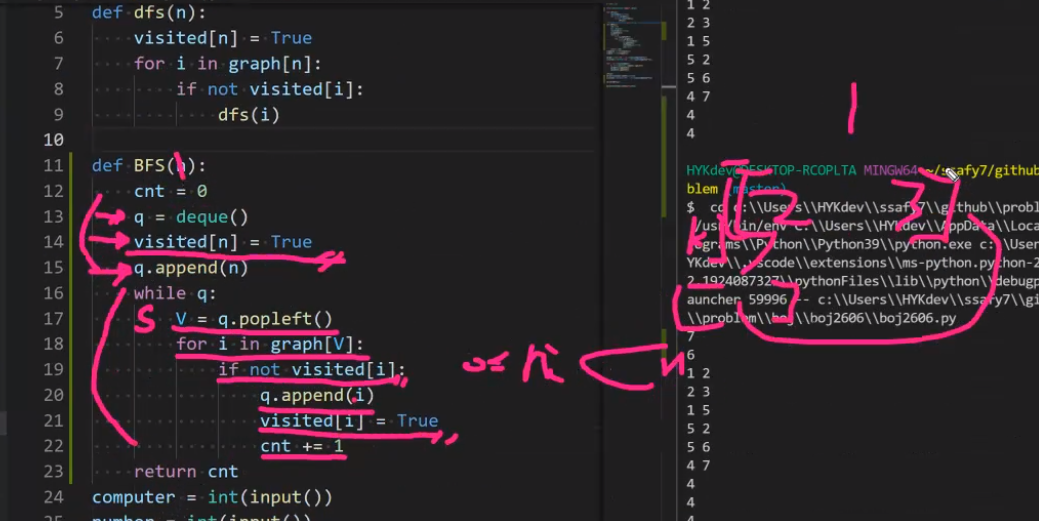 5 def dfs(n):
6 visited[n] = True
7 for i in graph[n]:
8 if not visited[i]:
9 dfs(i)
10
11 def BFS(n):
12 cnt = 0
13 q = deque()
14 visited[n] = True
15 q.append(n)
16 while q:
17 V = q.popleft()
18 for i in graph[V]:
19 if not visited[i]:
20 q.append(i)
21 visited[i] = True
22 cnt += 1
23 return cnt
24 computer = int(input())
1 2
2 3
1 5
5 2
5 6
4 7
4
4
HYKdev@DESKTOP-RCOPLTA MINGW64 ~/ssafy7/github
blem (master)
$ cd c:\\Users\\HYKdev\\ssafy7\\github\\probl
/usr/bin/env c:\\Users\\HYKdev\\AppData\\Loca
ograms\\Python\\Python39\\python.exe c:\\User
YKdev\\.vscode\\extensions\\ms-python.python-2
2.1924087327\\pythonFiles\\lib\\python\\debugp
auncher 59996 -- c:\\Users\\HYKdev\\ssafy7\\gi
\\problem\\boj\\boj2606\\boj2606.py
7
6
1 2
2 3
1 5
5 2
5 6
4 7
4
4
4